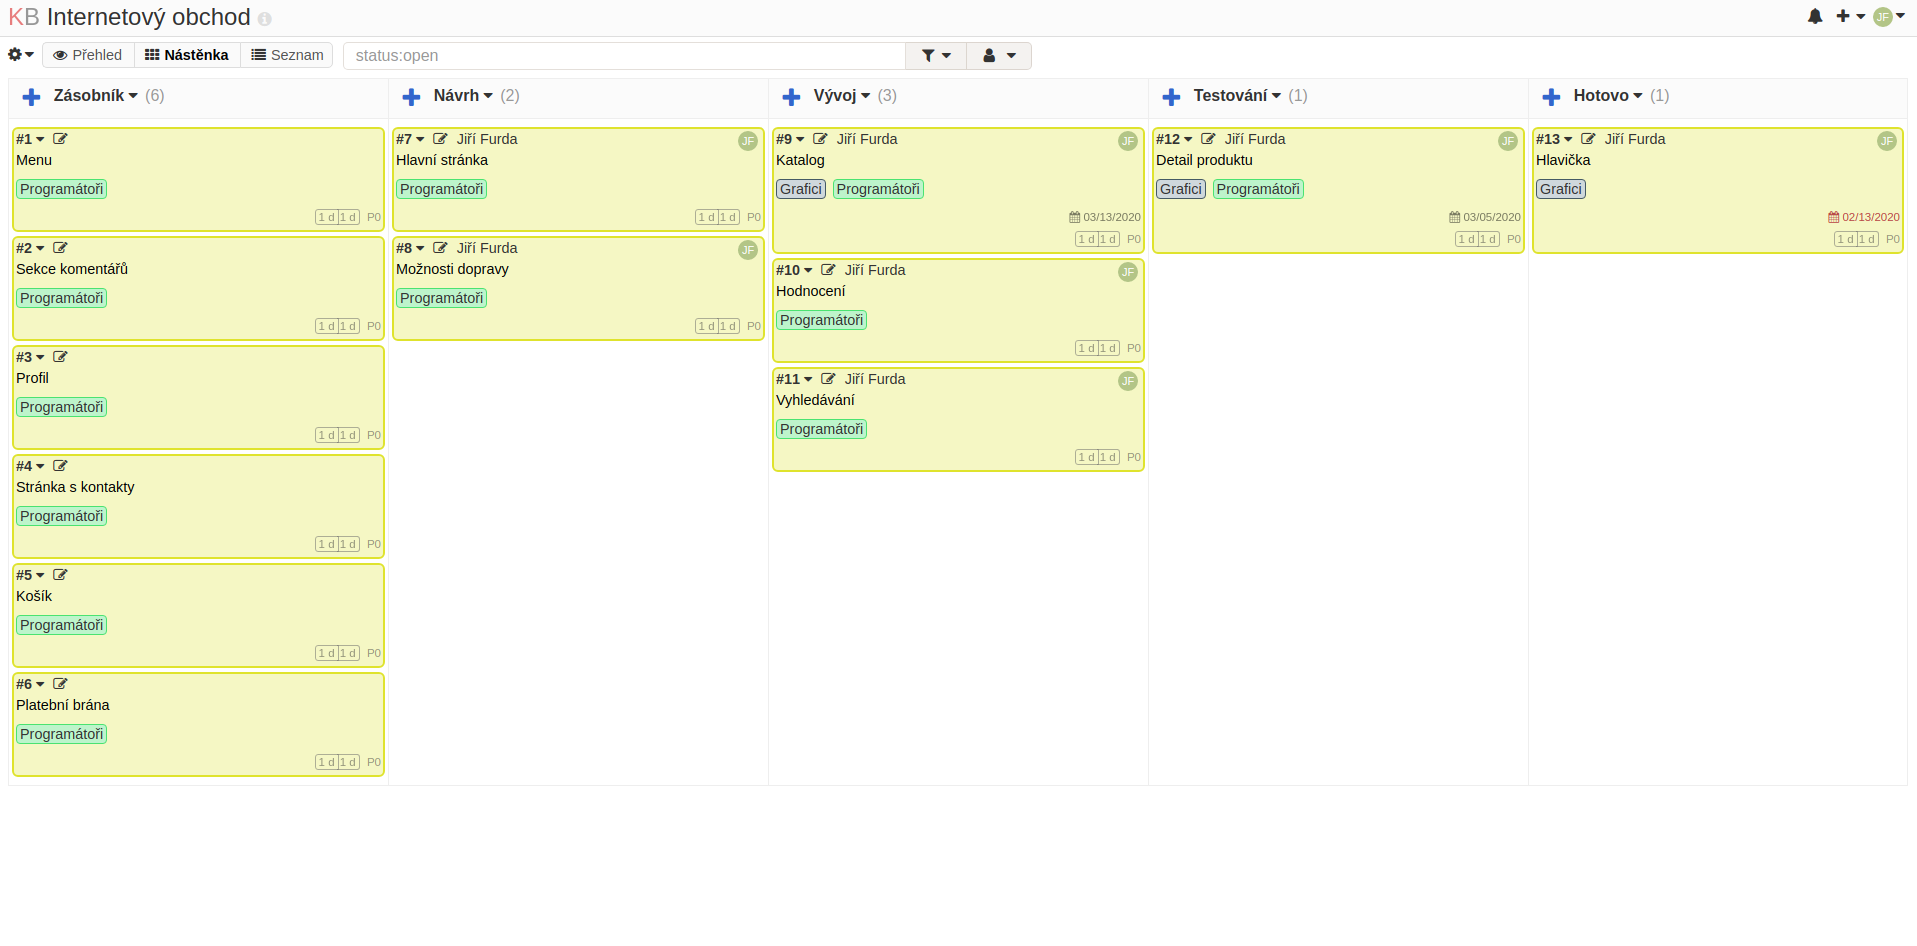 KB Internetový obchod
JF
Přehled Nástěnka Seznam status:open
Zásobník (6)
#1
Menu
Programátoři
1 d 1 d P0
#2
Sekce komentářů
Programátoři
1 d 1 d P0
#3
Profil
Programátoři
1 d 1 d P0
#4
Stránka s kontakty
Programátoři
1 d 1 d P0
#5
Košík
Programátoři
1 d 1 d P0
#6
Platební brána
Programátoři
1 d 1 d P0
Návrh (2)
#7 Jiří Furda JF
Hlavní stránka
Programátoři
1 d 1 d P0
#8 Jiří Furda JF
Možnosti dopravy
Programátoři
1 d 1 d P0
Vývoj (3)
#9 Jiří Furda JF
Katalog
Grafici Programátoři
03/13/2020
1 d 1 d P0
#10 Jiří Furda JF
Hodnocení
Programátoři
1 d 1 d P0
#11 Jiří Furda JF
Vyhledávání
Programátoři
1 d 1 d P0
Testování (1)
#12 Jiří Furda JF
Detail produktu
Grafici Programátoři
03/05/2020
1 d 1 d P0
Hotovo (1)
#13 Jiří Furda JF
Hlavička
Grafici
02/13/2020
1 d 1 d P0